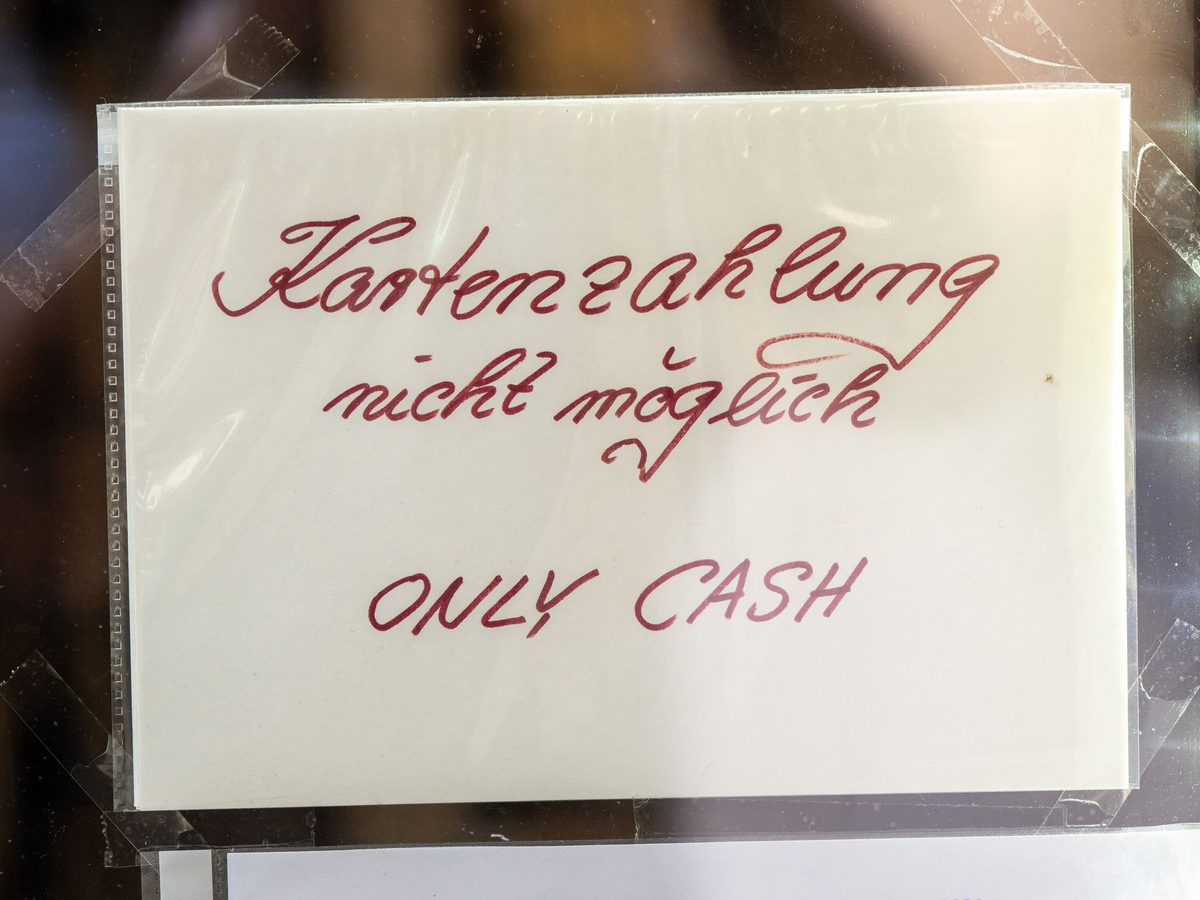 Kartenzahlung
nicht möglich
ONLY CASH